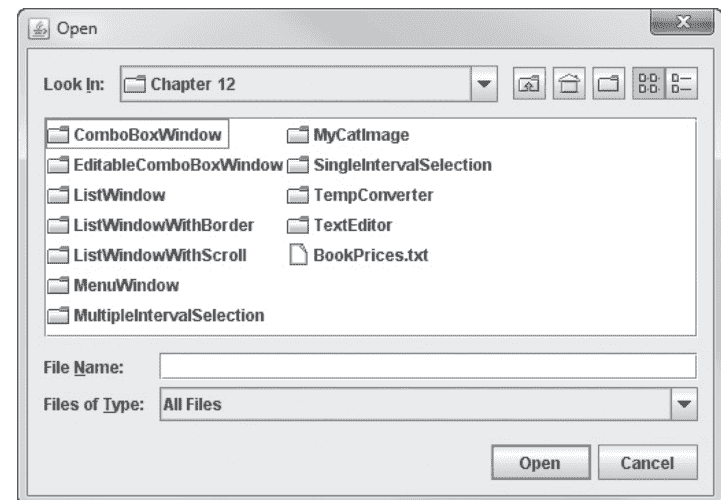 Open
Look In: Chapter 12
ComboBoxWindow
EditableComboBoxWindow
ListWindow
ListWindowWithBorder
ListWindowWithScroll
MenuWindow
MultipleIntervalSelection
MyCatImage
SingleIntervalSelection
TempConverter
TextEditor
BookPrices.txt
File Name:
Files of Type: All Files
Open Cancel